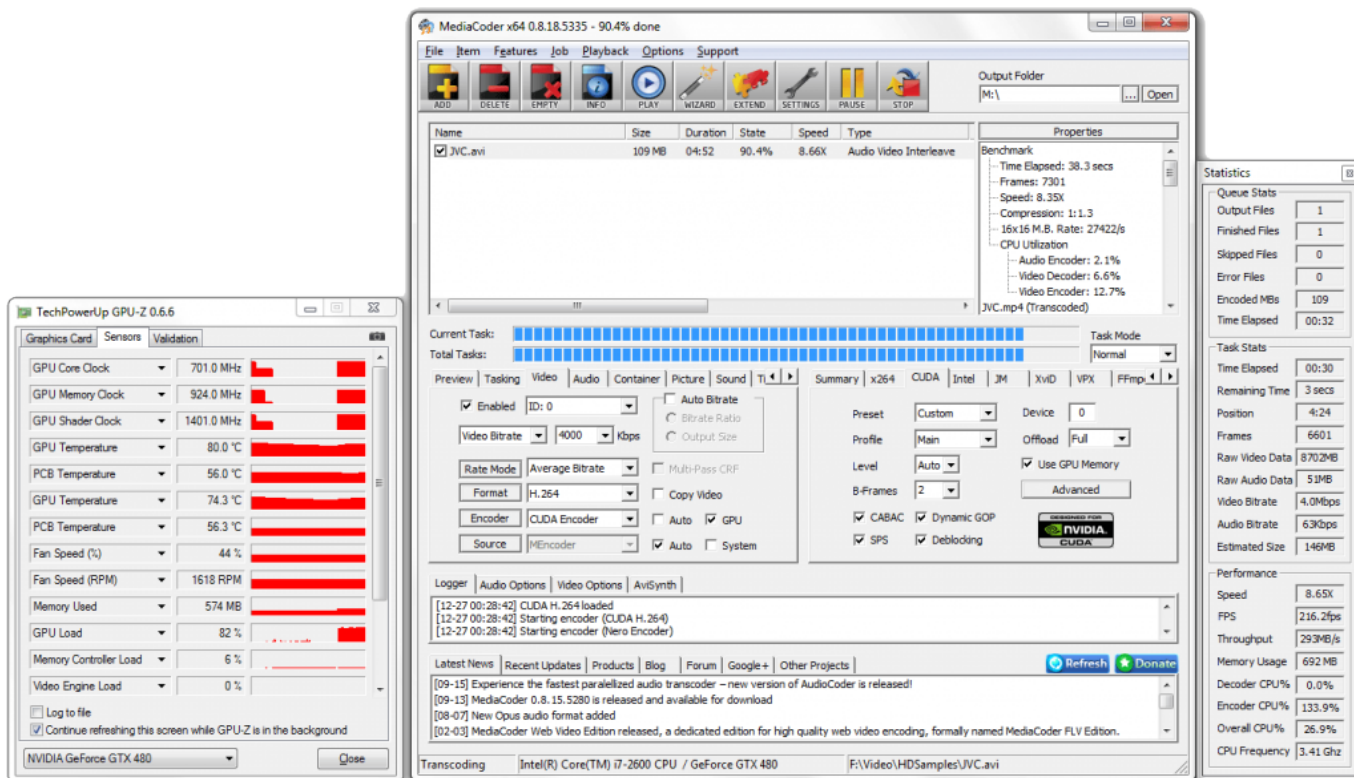 TechPowerUp GPU-Z 0.6.6
Graphics Card Sensors Validation
GPU Core Clock 701.0 MHz
GPU Memory Clock 924.0 MHz
GPU Shader Clock 1401.0 MHz
GPU Temperature 80.0 °C
PCB Temperature 56.0 °C
GPU Temperature 74.3 °C
PCB Temperature 56.3 °C
Fan Speed (%) 44 %
Fan Speed (RPM) 1618 RPM
Memory Used 574 MB
GPU Load 82 %
Memory Controller Load 6 %
Video Engine Load 0 %
Log to file
Continue refreshing this screen while GPU-Z is in the background
NVIDIA GeForce GTX 480 Close
MediaCoder x64 0.8.18.5335 - 90.4% done
File Item Features Job Playback Options Support
ADD DELETE EMPTY INFO PLAY WIZARD EXTEND SETTINGS PAUSE STOP
Output Folder
M:\ ... Open
Name Size Duration State Speed Type
JVC.avi 109 MB 04:52 90.4% 8.66X Audio Video Interleave
Properties
Benchmark
Time Elapsed: 38.3 secs
Frames: 7301
Speed: 8.35X
Compression: 1:1.3
16x16 M.B. Rate: 27422/s
CPU Utilization
Audio Encoder: 2.1%
Video Decoder: 6.6%
Video Encoder: 12.7%
JVC.mp4 (Transcoded)
Current Task:
Total Tasks:
Task Mode
Normal
Preview Tasking Video Audio Container Picture Sound Ti
Enabled ID: 0 Auto Bitrate
Bitrate Ratio
Video Bitrate 4000 Kbps Output Size
Rate Mode Average Bitrate Multi-Pass CRF
Format H.264 Copy Video
Encoder CUDA Encoder Auto GPU
Source MEncoder Auto System
Summary x264 CUDA Intel JM XviD VPX FFmp
Preset Custom Device 0
Profile Main Offload Full
Level Auto Use GPU Memory
B-Frames 2 Advanced
CABAC Dynamic GOP
SPS Deblocking
DESIGNED FOR
NVIDIA.
CUDA
Logger Audio Options Video Options AviSynth
[12-27 00:28:42] CUDA H.264 loaded
[12-27 00:28:42] Starting encoder (CUDA H.264)
[12-27 00:28:42] Starting encoder (Nero Encoder)
Latest News Recent Updates Products Blog Forum Google+ Other Projects Refresh Donate
[09-15] Experience the fastest paralellized audio transcoder – new version of AudioCoder is released!
[09-13] MediaCoder 0.8.15.5280 is released and available for download
[08-07] New Opus audio format added
[02-03] MediaCoder Web Video Edition released, a dedicated edition for high quality web video encoding, formally named MediaCoder FLV Edition.
Transcoding Intel(R) Core(TM) i7-2600 CPU / GeForce GTX 480 F:\Video\HDSamples\JVC.avi
Statistics
Queue Stats
Output Files 1
Finished Files 1
Skipped Files 0
Error Files 0
Encoded MBs 109
Time Elapsed 00:32
Task Stats
Time Elapsed 00:30
Remaining Time 3 secs
Position 4:24
Frames 6601
Raw Video Data 8702MB
Raw Audio Data 51MB
Video Bitrate 4.0Mbps
Audio Bitrate 63Kbps
Estimated Size 146MB
Performance
Speed 8.65X
FPS 216.2fps
Throughput 293MB/s
Memory Usage 692 MB
Decoder CPU% 0.0%
Encoder CPU% 133.9%
Overall CPU% 26.9%
CPU Frequency 3.41 Ghz